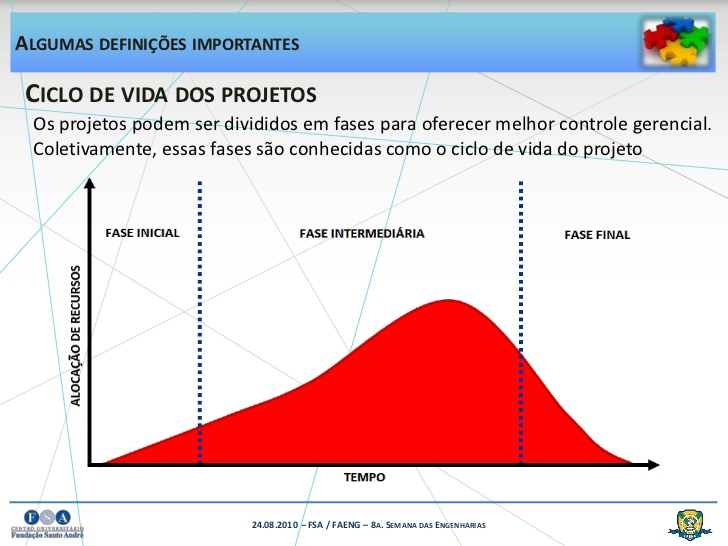 ALGUMAS DEFINIÇÕES IMPORTANTES
CICLO DE VIDA DOS PROJETOS
Os projetos podem ser divididos em fases para oferecer melhor controle gerencial.
Coletivamente, essas fases são conhecidas como o ciclo de vida do projeto
FASE INICIAL
FASE INTERMEDIÁRIA
FASE FINAL
ALOCAÇÃO DE RECURSOS
TEMPO
FSA
CENTRO UNIVERSITÁRIO
Fundação Santo André
24.08.2010 – FSA / FAENG – 8A. SEMANA DAS ENGENHARIAS